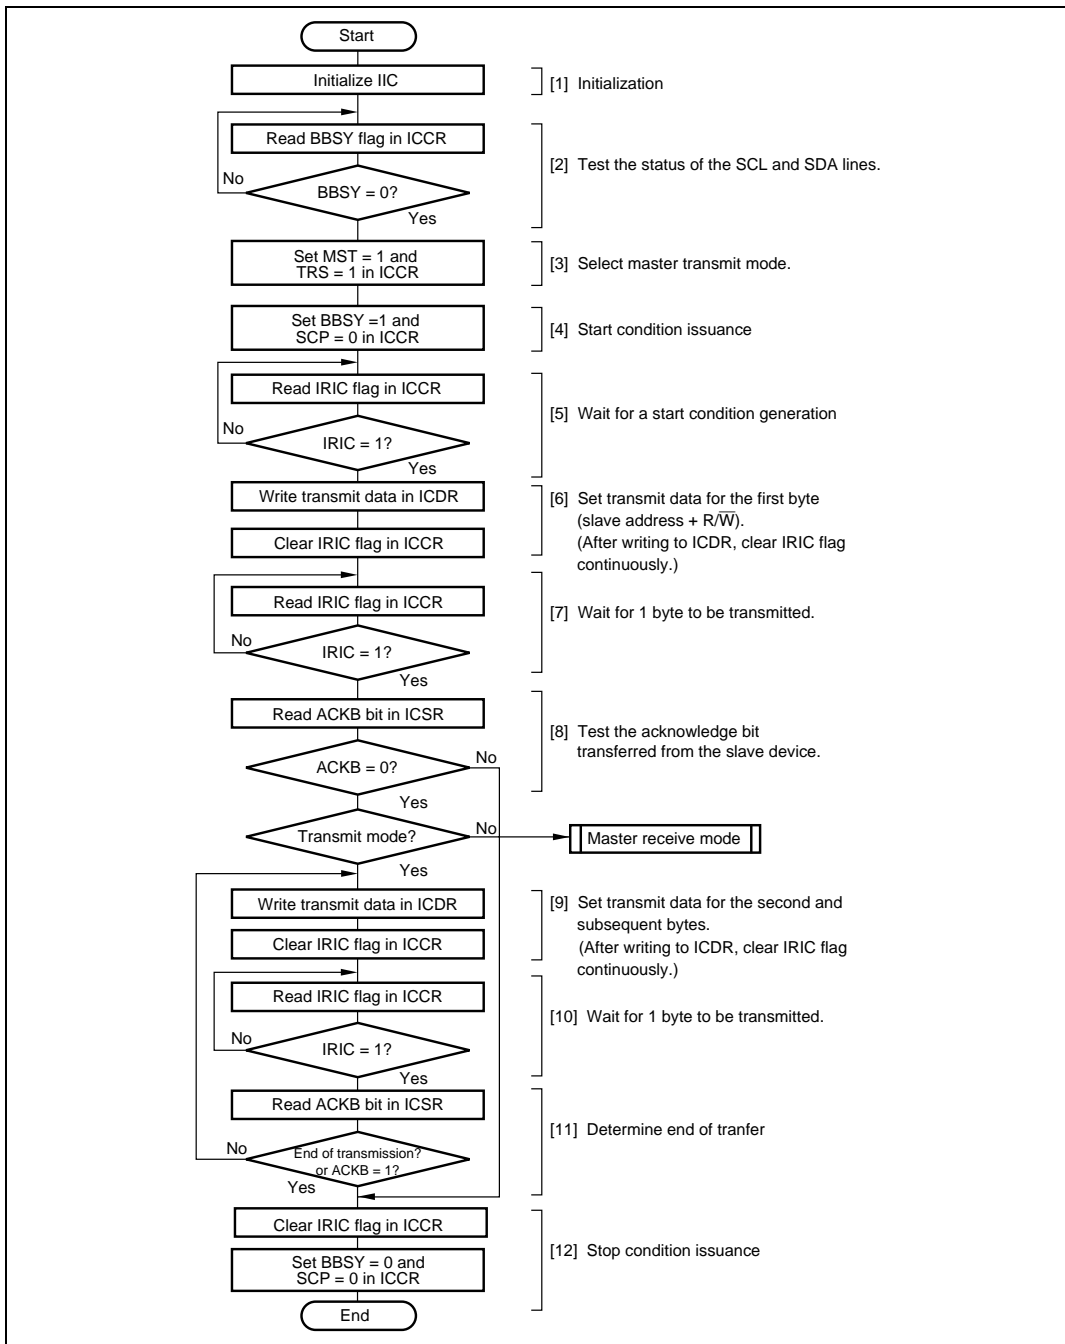 Start
Initialize IIC
[1] Initialization
Read BBSY flag in ICCR
[2] Test the status of the SCL and SDA lines.
No
BBSY = 0?
Yes
Set MST = 1 and
TRS = 1 in ICCR
[3] Select master transmit mode.
Set BBSY =1 and
SCP = 0 in ICCR
[4] Start condition issuance
Read IRIC flag in ICCR
[5] Wait for a start condition generation
No
IRIC = 1?
Yes
Write transmit data in ICDR
[6] Set transmit data for the first byte
(slave address + R/W̅).
(After writing to ICDR, clear IRIC flag
continuously.)
Clear IRIC flag in ICCR
Read IRIC flag in ICCR
[7] Wait for 1 byte to be transmitted.
No
IRIC = 1?
Yes
Read ACKB bit in ICSR
[8] Test the acknowledge bit
transferred from the slave device.
ACKB = 0?
No
Yes
Transmit mode?
No
Master receive mode
Yes
Write transmit data in ICDR
[9] Set transmit data for the second and
subsequent bytes.
(After writing to ICDR, clear IRIC flag
continuously.)
Clear IRIC flag in ICCR
Read IRIC flag in ICCR
[10] Wait for 1 byte to be transmitted.
No
IRIC = 1?
Yes
Read ACKB bit in ICSR
[11] Determine end of tranfer
No
End of transmission?
or ACKB = 1?
Yes
Clear IRIC flag in ICCR
[12] Stop condition issuance
Set BBSY = 0 and
SCP = 0 in ICCR
End